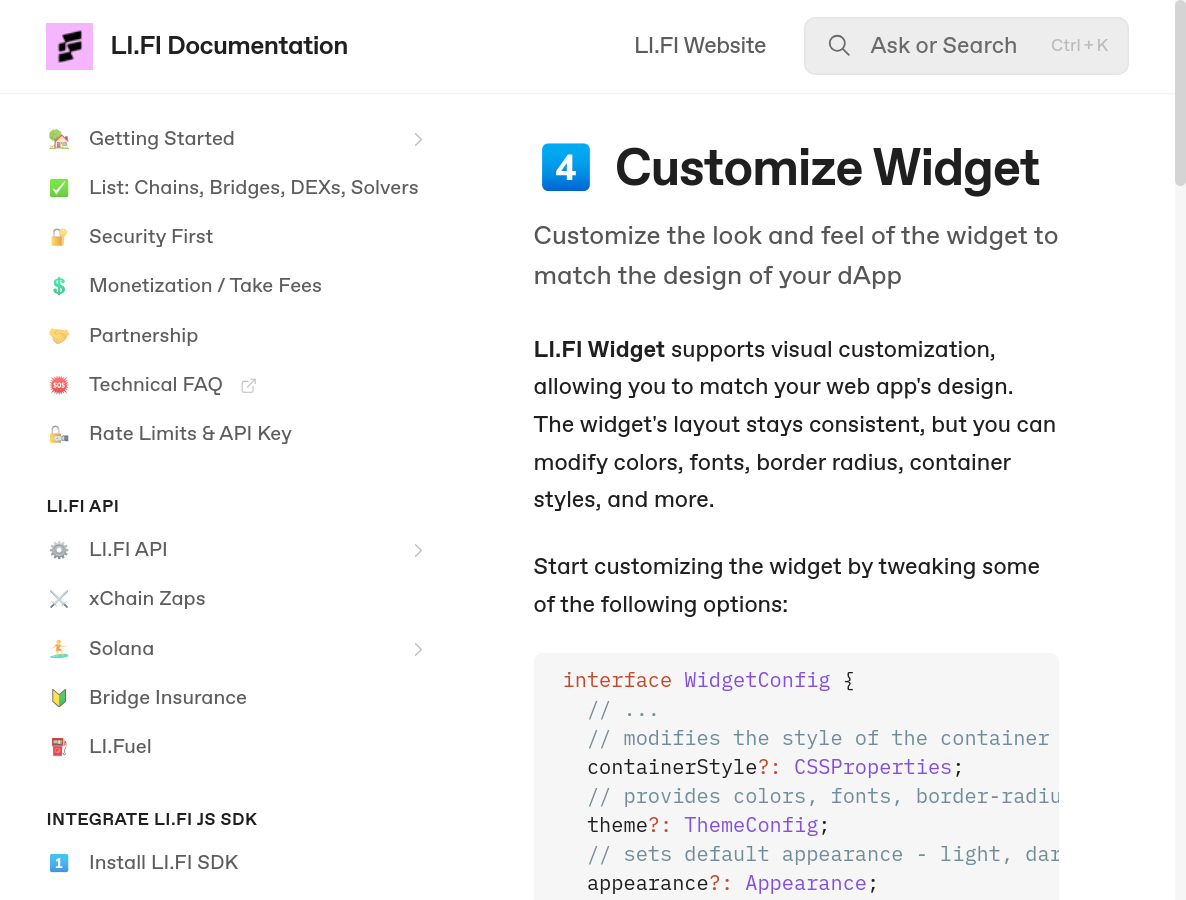 LI.FI Documentation
LI.FI Website
Ask or Search
Ctrl + K
Getting Started
List: Chains, Bridges, DEXs, Solvers
Security First
Monetization / Take Fees
Partnership
Technical FAQ
Rate Limits & API Key
LI.FI API
LI.FI API
xChain Zaps
Solana
Bridge Insurance
LI.Fuel
INTEGRATE LI.FI JS SDK
1 Install LI.FI SDK
4 Customize Widget
Customize the look and feel of the widget to
match the design of your dApp
LI.FI Widget supports visual customization,
allowing you to match your web app's design.
The widget's layout stays consistent, but you can
modify colors, fonts, border radius, container
styles, and more.
Start customizing the widget by tweaking some
of the following options:
interface WidgetConfig {
// ...
// modifies the style of the container
containerStyle?: CSSProperties;
// provides colors, fonts, border-radiu
theme?: ThemeConfig;
// sets default appearance - light, dar
appearance?: Appearance;